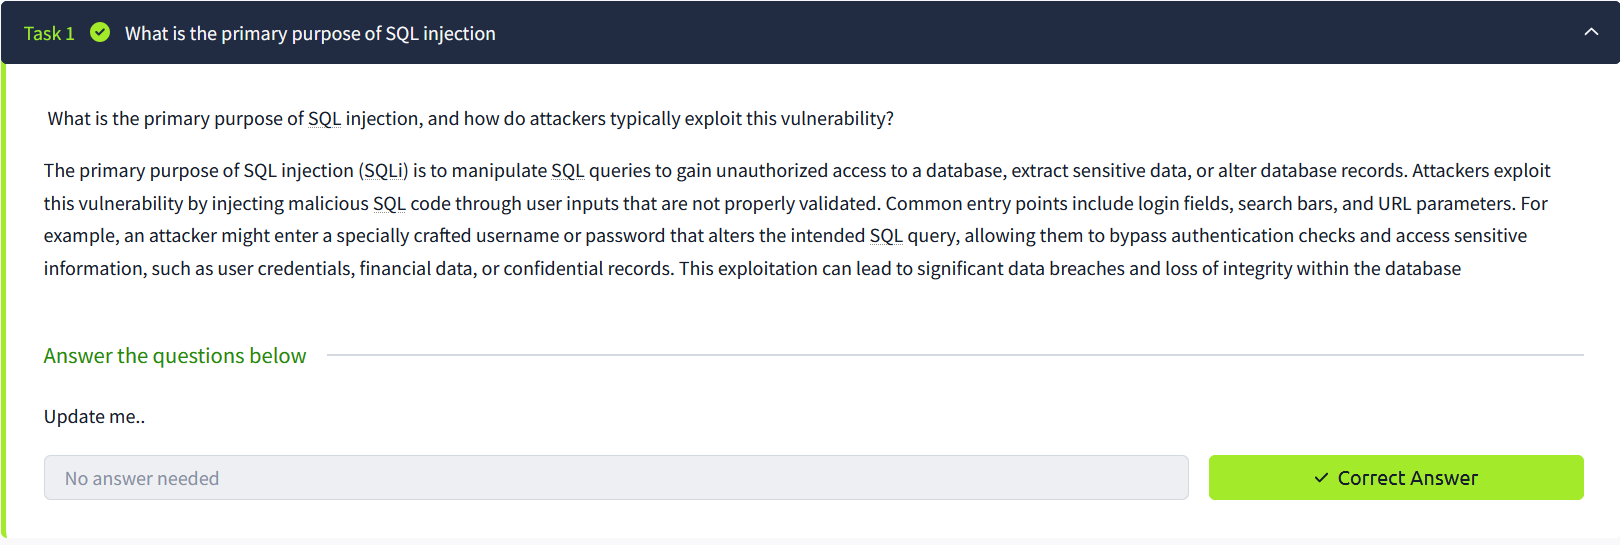 Task 1 What is the primary purpose of SQL injection
What is the primary purpose of SQL injection, and how do attackers typically exploit this vulnerability?
The primary purpose of SQL injection (SQLi) is to manipulate SQL queries to gain unauthorized access to a database, extract sensitive data, or alter database records. Attackers exploit
this vulnerability by injecting malicious SQL code through user inputs that are not properly validated. Common entry points include login fields, search bars, and URL parameters. For
example, an attacker might enter a specially crafted username or password that alters the intended SQL query, allowing them to bypass authentication checks and access sensitive
information, such as user credentials, financial data, or confidential records. This exploitation can lead to significant data breaches and loss of integrity within the database
Answer the questions below
Update me..
No answer needed
Correct Answer